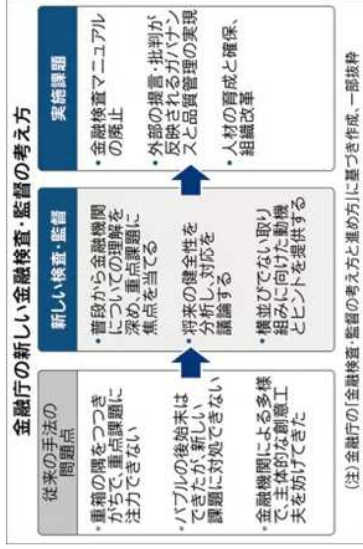 金融庁の新しい金融検査・監督の考え方
従来の手法の
問題点
・重箱の隅をつつき
がちで、重点課題に
注力できない
・バブルの後始末は
できたが、新しい
課題に対処できない
・金融機関による多様
で、主体的な創意工
夫を妨げてきた
新しい検査・監督
・普段から金融機関
についての理解を
深め、重点課題に
焦点を当てる
・将来の健全性を
分析し、対応を
議論する
・横並びでない取り
組みに向けた動機
とヒントを提供する
実施課題
・金融検査マニュアル
の廃止
・外部の提言・批判が
反映されるガバナン
スと品質管理の実現
・人材の育成と確保、
組織改革
(注)金融庁の「金融検査・監督の考え方と進め方」に基づき作成、一部抜粋